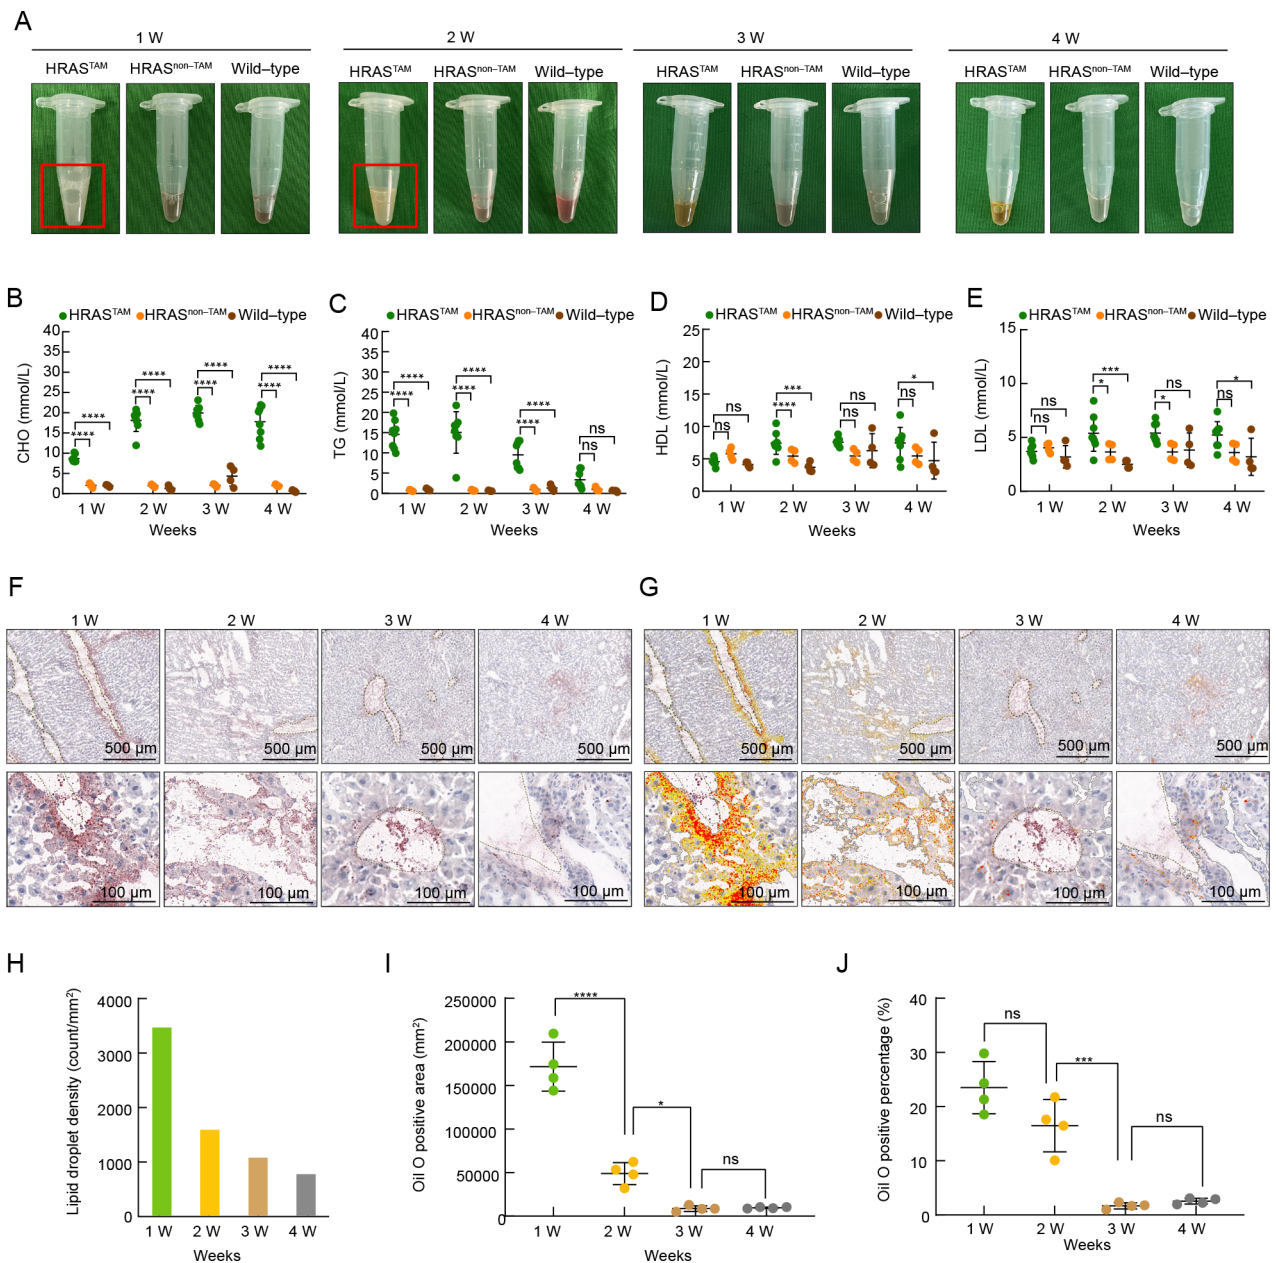 A
1 W
2 W
3 W
4 W
HRASTAM HRASnon–TAM Wild–type
HRASTAM HRASnon–TAM Wild–type
HRASTAM HRASnon–TAM Wild–type
HRASTAM HRASnon–TAM Wild–type
B
HRASTAM HRASnon–TAM Wild–type
CHO (mmol/L)
40
35
30
25
20
15
10
5
0
****
****
****
****
****
****
****
****
1 W 2 W 3 W 4 W
Weeks
C
HRASTAM HRASnon–TAM Wild–type
TG (mmol/L)
40
35
30
25
20
15
10
5
0
****
****
****
****
****
****
ns
ns
1 W 2 W 3 W 4 W
Weeks
D
HRASTAM HRASnon–TAM Wild–type
HDL (mmol/L)
25
20
15
10
5
0
ns
ns
***
****
ns
ns
*
ns
1 W 2 W 3 W 4 W
Weeks
E
HRASTAM HRASnon–TAM Wild–type
LDL (mmol/L)
15
10
5
0
ns
ns
***
*
ns
*
*
ns
1 W 2 W 3 W 4 W
Weeks
F
1 W 2 W 3 W 4 W
500 µm 500 µm 500 µm 500 µm
100 µm 100 µm 100 µm 100 µm
G
1 W 2 W 3 W 4 W
500 µm 500 µm 500 µm 500 µm
100 µm 100 µm 100 µm 100 µm
H
Lipid droplet density (count/mm²)
4000
3000
2000
1000
0
1 W 2 W 3 W 4 W
Weeks
I
Oil O positive area (mm²)
250000
200000
150000
100000
50000
0
****
*
ns
1 W 2 W 3 W 4 W
Weeks
J
Oil O positive percentage (%)
40
30
20
10
0
ns
***
ns
1 W 2 W 3 W 4 W
Weeks